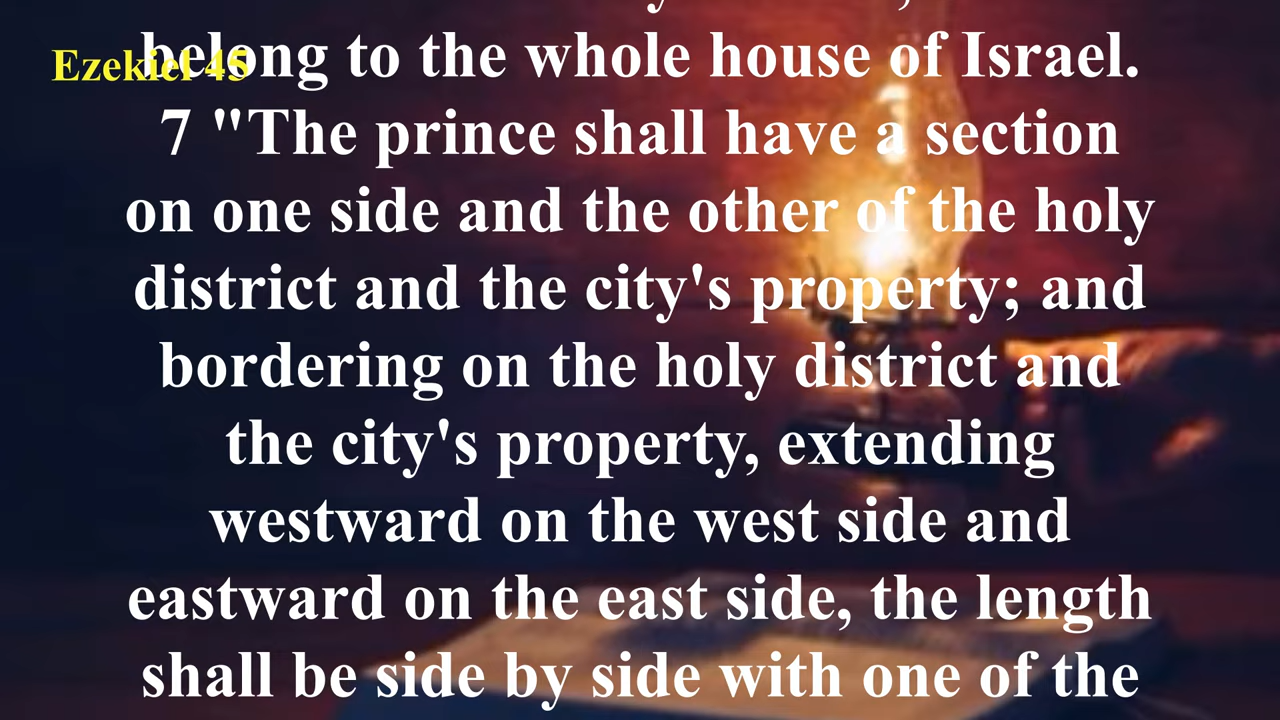 Ezekiel 45
belong to the whole house of Israel.
7 "The prince shall have a section
on one side and the other of the holy
district and the city's property; and
bordering on the holy district and
the city's property, extending
westward on the west side and
eastward on the east side, the length
shall be side by side with one of the